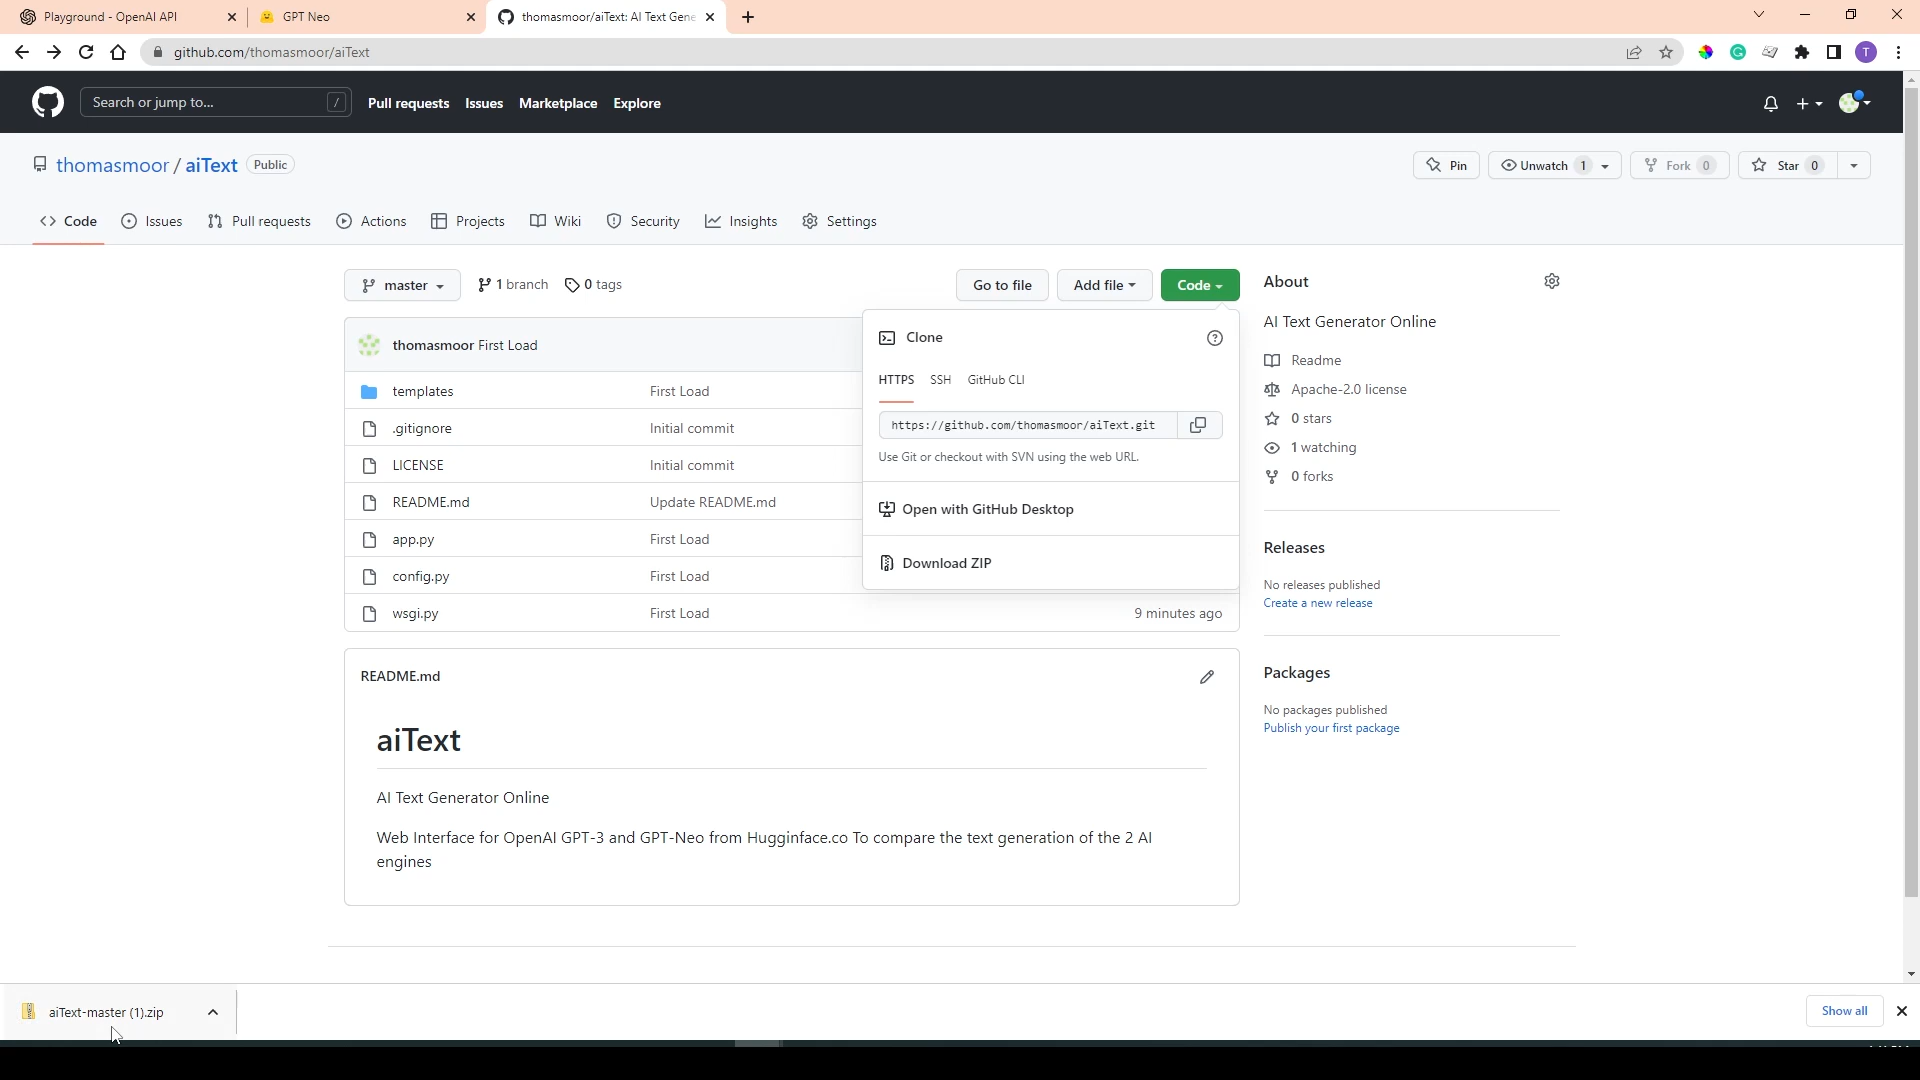 Playground - OpenAI API
GPT Neo
thomasmoor/aiText: AI Text Gene
github.com/thomasmoor/aiText
T
Search or jump to...
/
Pull requests
Issues
Marketplace
Explore
thomasmoor / aiText
Public
Pin
Unwatch 1
Fork 0
Star 0
Code
Issues
Pull requests
Actions
Projects
Wiki
Security
Insights
Settings
master
1 branch
0 tags
Go to file
Add file
Code
thomasmoor First Load
templates First Load
.gitignore Initial commit
LICENSE Initial commit
README.md Update README.md
app.py First Load
config.py First Load
wsgi.py First Load 9 minutes ago
Clone
HTTPS SSH GitHub CLI
https://github.com/thomasmoor/aiText.git
Use Git or checkout with SVN using the web URL.
Open with GitHub Desktop
Download ZIP
README.md
aiText
AI Text Generator Online
Web Interface for OpenAI GPT-3 and GPT-Neo from Hugginface.co To compare the text generation of the 2 AI
engines
About
AI Text Generator Online
Readme
Apache-2.0 license
0 stars
1 watching
0 forks
Releases
No releases published
Create a new release
Packages
No packages published
Publish your first package
aiText-master (1).zip
Show all